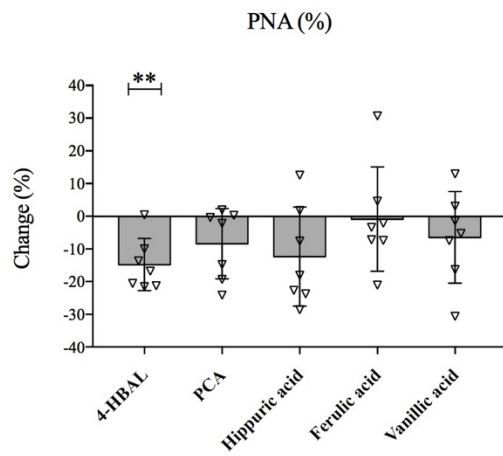 PNA (%)
**
40
30
20
10
0
-10
-20
-30
-40
Change (%)
4-HBAL
PCA
Hippuric acid
Ferulic acid
Vanillic acid